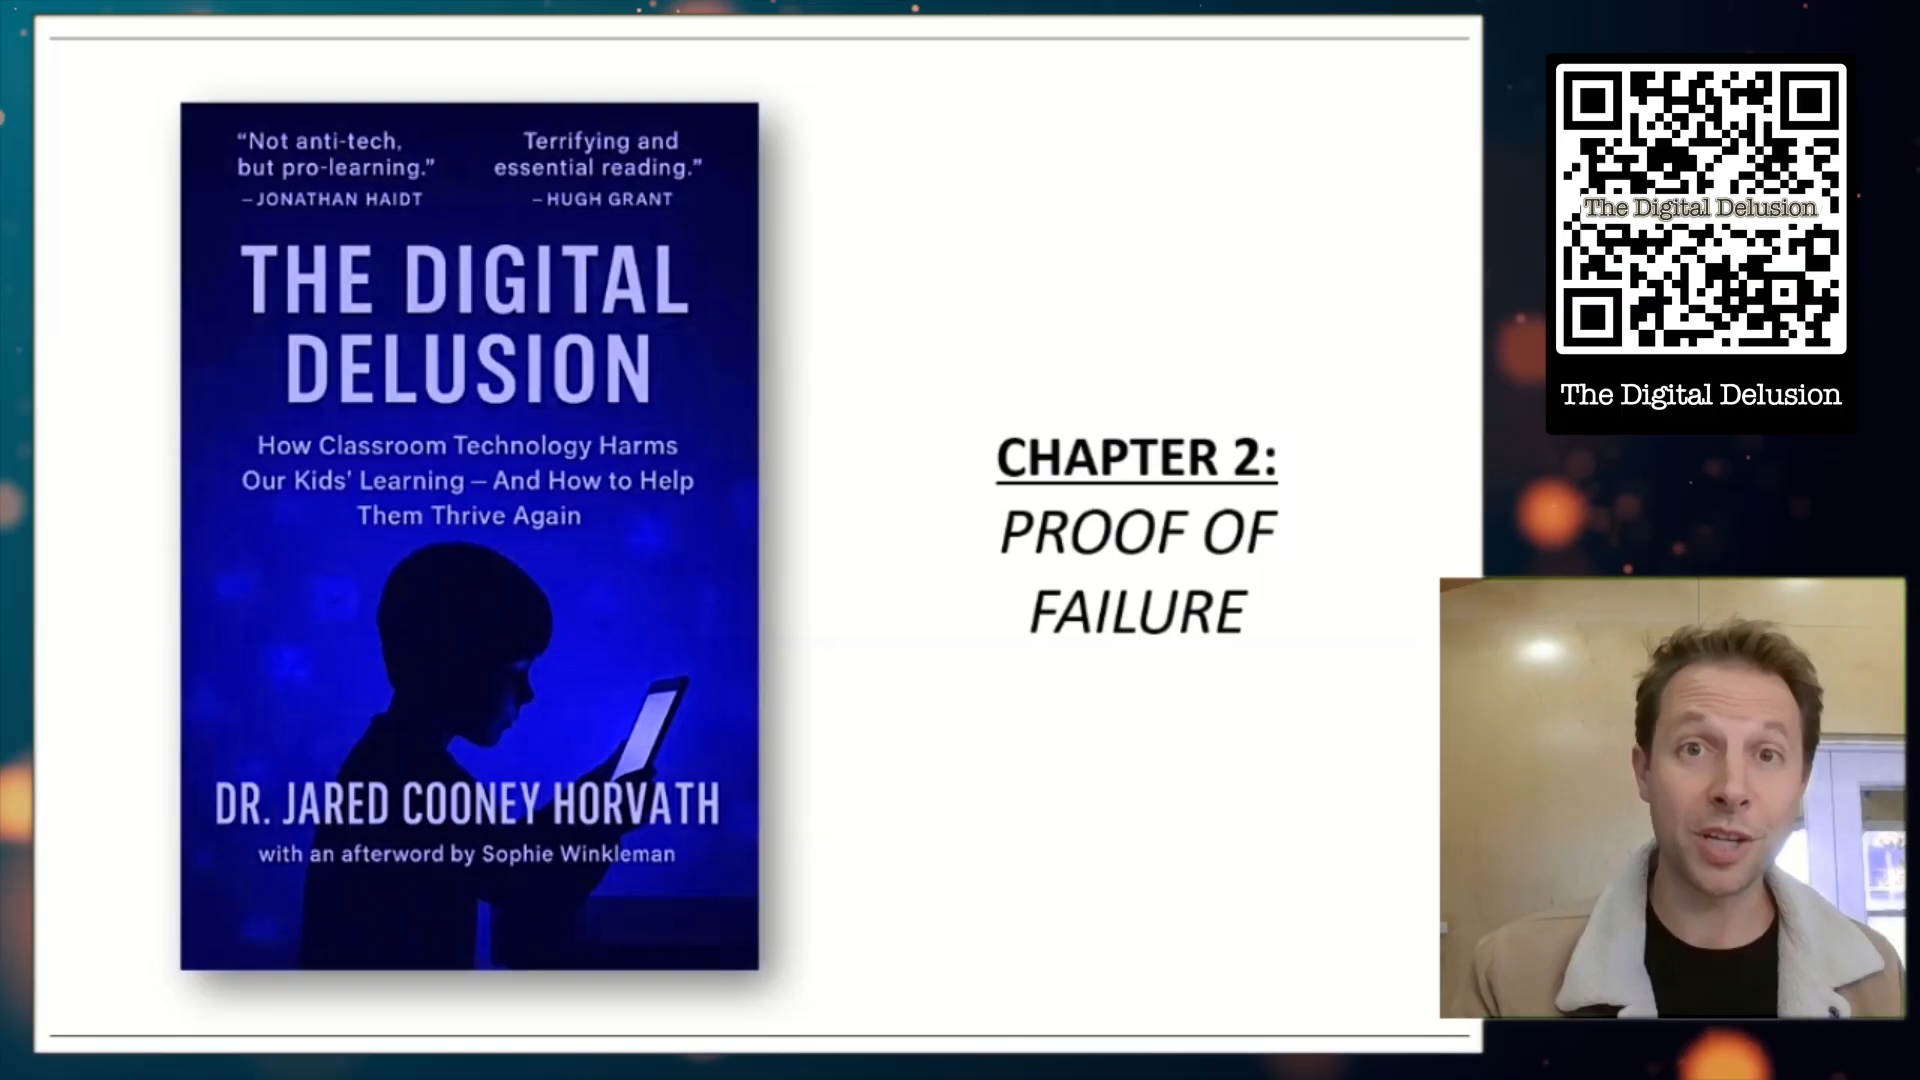 “Not anti-tech,
but pro-learning.”
–JONATHAN HAIDT
Terrifying and
essential reading.”
–HUGH GRANT
THE DIGITAL
DELUSION
How Classroom Technology Harms
Our Kids' Learning – And How to Help
Them Thrive Again
DR. JARED COONEY HORVATH
with an afterword by Sophie Winkleman
CHAPTER 2:
PROOF OF
FAILURE
The Digital Delusion
The Digital Delusion